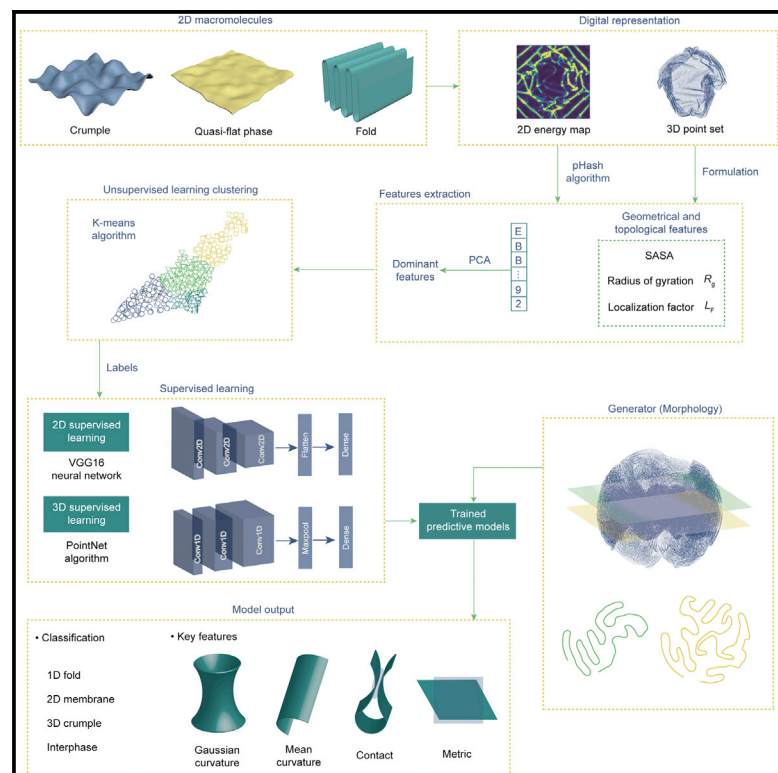 2D macromolecules
Crumple
Quasi-flat phase
Fold
Digital representation
2D energy map
3D point set
pHash
algorithm
Formulation
Unsupervised learning clustering
K-means
algorithm
Features extraction
Dominant
features
PCA
E
B
B
⋮
9
2
Geometrical and
topological features
SASA
Radius of gyration Rg
Localization factor LF
Labels
Supervised learning
2D supervised
learning
VGG16
neural network
Conv2D
Conv2D
Conv2D
Flatten
Dense
3D supervised
learning
PointNet
algorithm
Conv1D
Conv1D
Conv1D
Maxpool
Dense
Trained
predictive models
Generator (Morphology)
Model output
• Classification
1D fold
2D membrane
3D crumple
Interphase
• Key features
Gaussian
curvature
Mean
curvature
Contact
Metric